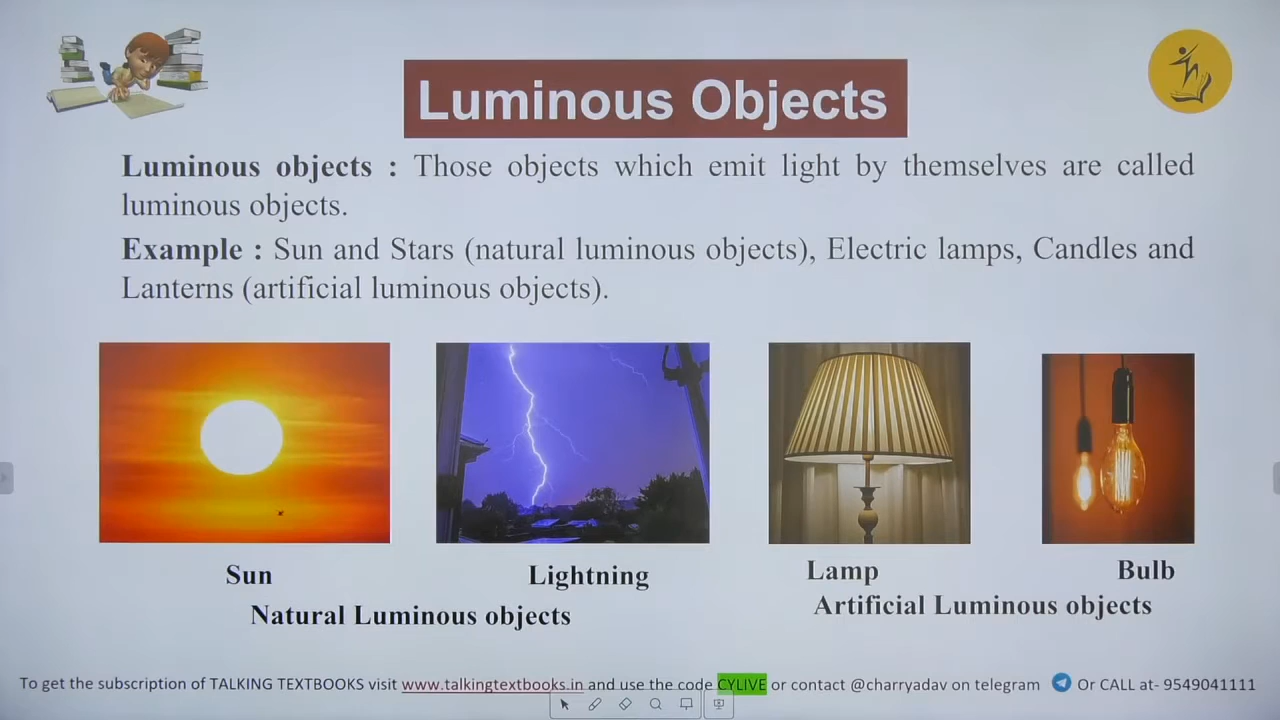 Luminous Objects
Luminous objects : Those objects which emit light by themselves are called
luminous objects.
Example : Sun and Stars (natural luminous objects), Electric lamps, Candles and
Lanterns (artificial luminous objects).
Sun
Lightning
Lamp
Bulb
Natural Luminous objects
Artificial Luminous objects
To get the subscription of TALKING TEXTBOOKS visit www.talkingtextbooks.in and use the code CYLIVE or contact @charryadav on telegram Or CALL at- 9549041111